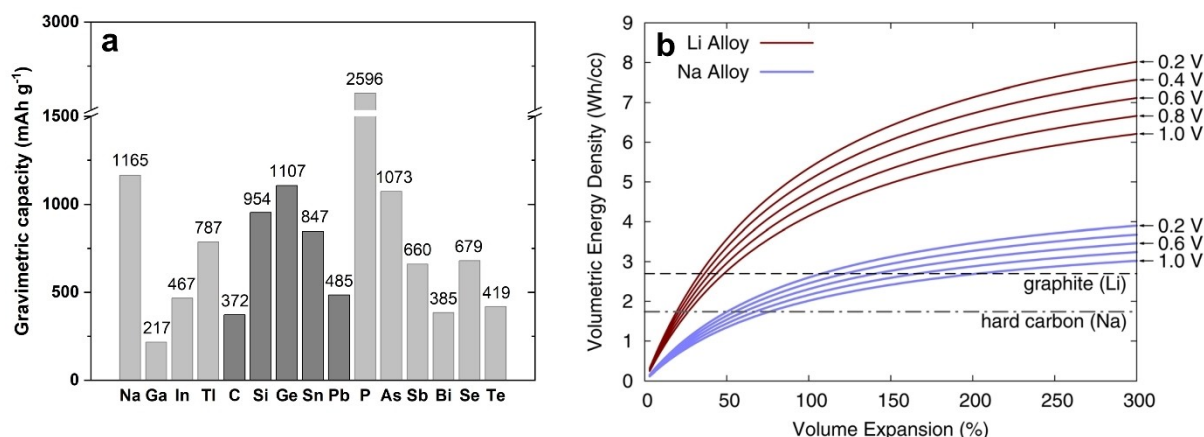 a
Gravimetric capacity (mAh g⁻¹)
3000
1500
1000
500
0
1165
217
467
787
372
954
1107
847
485
2596
1073
660
385
679
419
Na Ga In Tl C Si Ge Sn Pb P As Sb Bi Se Te
b
Volumetric Energy Density (Wh/cc)
9
8
7
6
5
4
3
2
1
0
Li Alloy
Na Alloy
0.2 V
0.4 V
0.6 V
0.8 V
1.0 V
0.2 V
0.6 V
1.0 V
graphite (Li)
hard carbon (Na)
0 50 100 150 200 250 300
Volume Expansion (%)